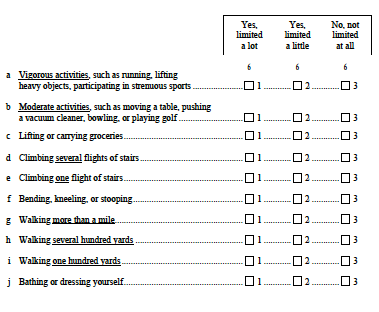 Yes, limited a lot
Yes, limited a little
No, not limited at all
6 6 6
a Vigorous activities, such as running, lifting
heavy objects, participating in strenuous sports ☐ 1 ☐ 2 ☐ 3
b Moderate activities, such as moving a table, pushing
a vacuum cleaner, bowling, or playing golf ☐ 1 ☐ 2 ☐ 3
c Lifting or carrying groceries ☐ 1 ☐ 2 ☐ 3
d Climbing several flights of stairs ☐ 1 ☐ 2 ☐ 3
e Climbing one flight of stairs ☐ 1 ☐ 2 ☐ 3
f Bending, kneeling, or stooping ☐ 1 ☐ 2 ☐ 3
g Walking more than a mile ☐ 1 ☐ 2 ☐ 3
h Walking several hundred yards ☐ 1 ☐ 2 ☐ 3
i Walking one hundred yards ☐ 1 ☐ 2 ☐ 3
j Bathing or dressing yourself ☐ 1 ☐ 2 ☐ 3